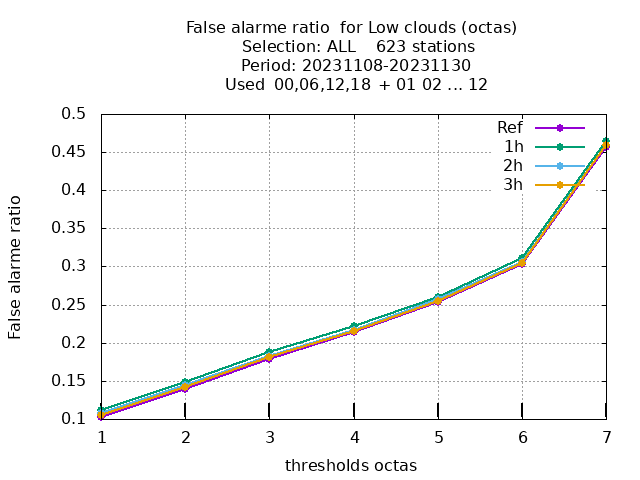 False alarme ratio  for Low clouds (octas)
Selection: ALL    623 stations
Period: 20231108-20231130
Used  00,06,12,18  + 01 02 ... 12
False alarme ratio
0.5
0.45
0.4
0.35
0.3
0.25
0.2
0.15
0.1
Ref
1h
2h
3h
1 2 3 4 5 6 7
thresholds octas